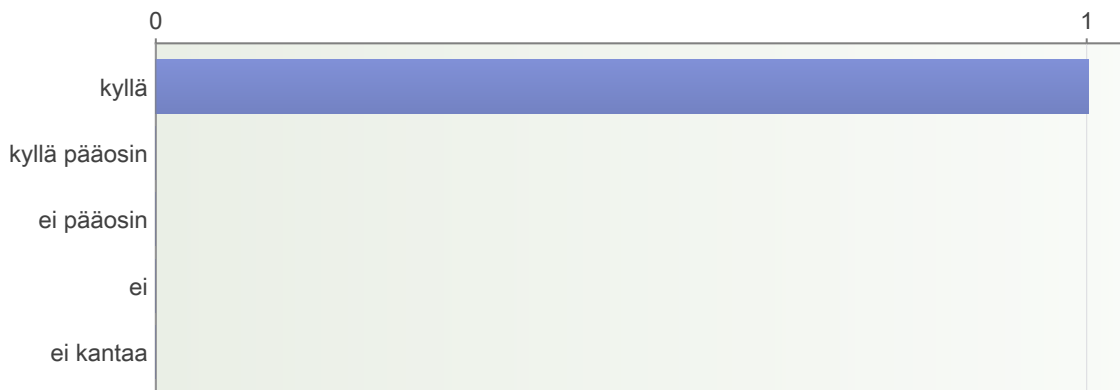 0 1
kyllä
kyllä pääosin
ei pääosin
ei
ei kantaa